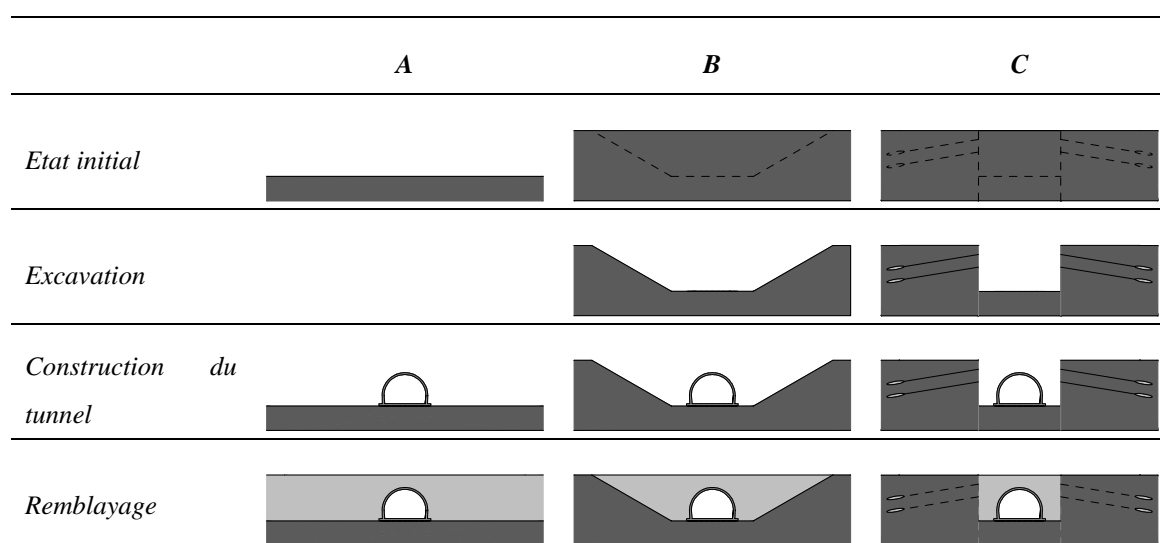 A B C
Etat initial
Excavation
Construction du
tunnel
Remblayage